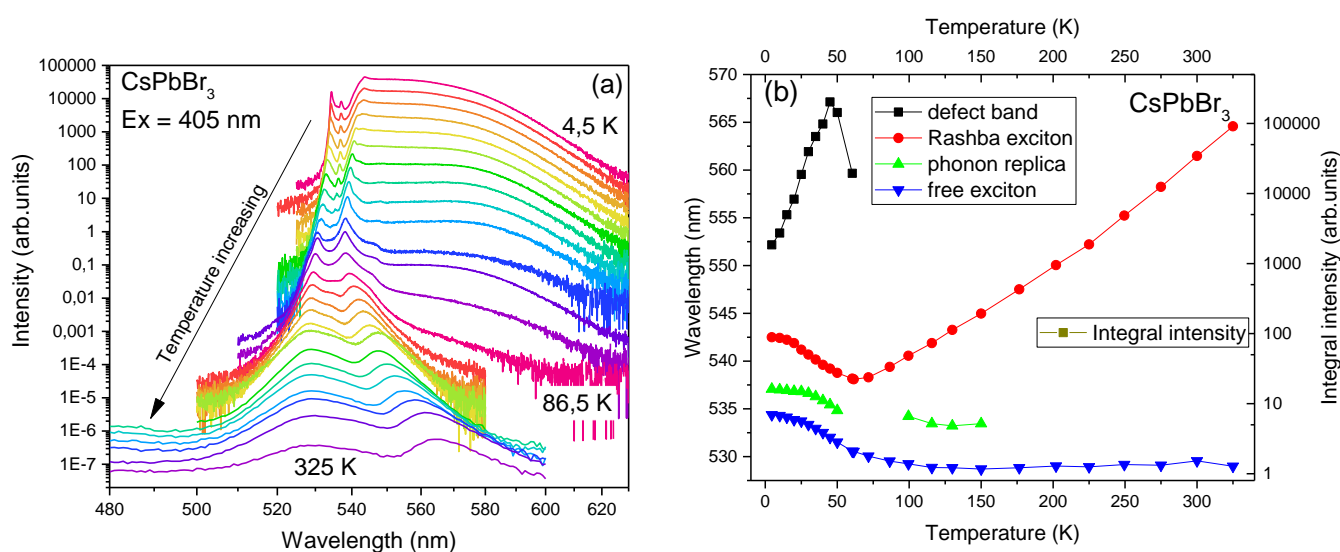 CsPbBr3
Ex = 405 nm
(a)
4,5 K
Temperature increasing
86,5 K
325 K
Intensity (arb.units)
100000
10000
1000
100
10
1
0,1
0,01
0,001
1E-4
1E-5
1E-6
1E-7
480 500 520 540 560 580 600 620
Wavelength (nm)
Temperature (K)
0 50 100 150 200 250 300
(b)
CsPbBr3
defect band
Rashba exciton
phonon replica
free exciton
Integral intensity
Wavelength (nm)
570
565
560
555
550
545
540
535
530
Integral intensity (arb.units)
100000
10000
1000
100
10
1
0 50 100 150 200 250 300
Temperature (K)